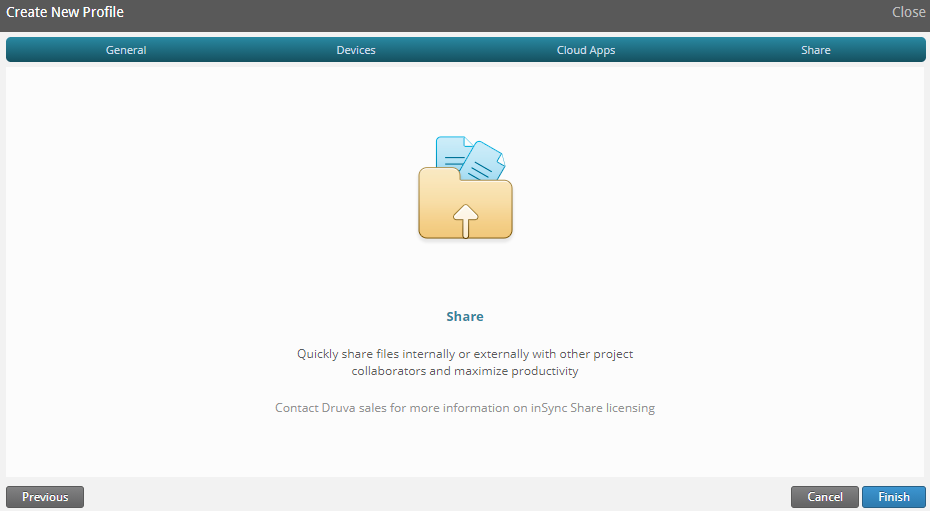 Create New Profile Close
General Devices Cloud Apps Share
Share
Quickly share files internally or externally with other project
collaborators and maximize productivity
Contact Druva sales for more information on inSync Share licensing
Previous Cancel Finish